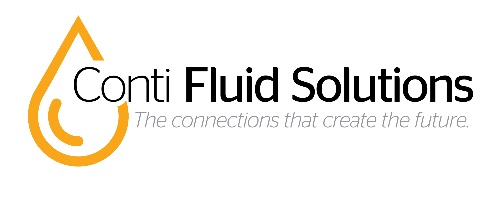 Conti Fluid Solutions
The connections that create the future.